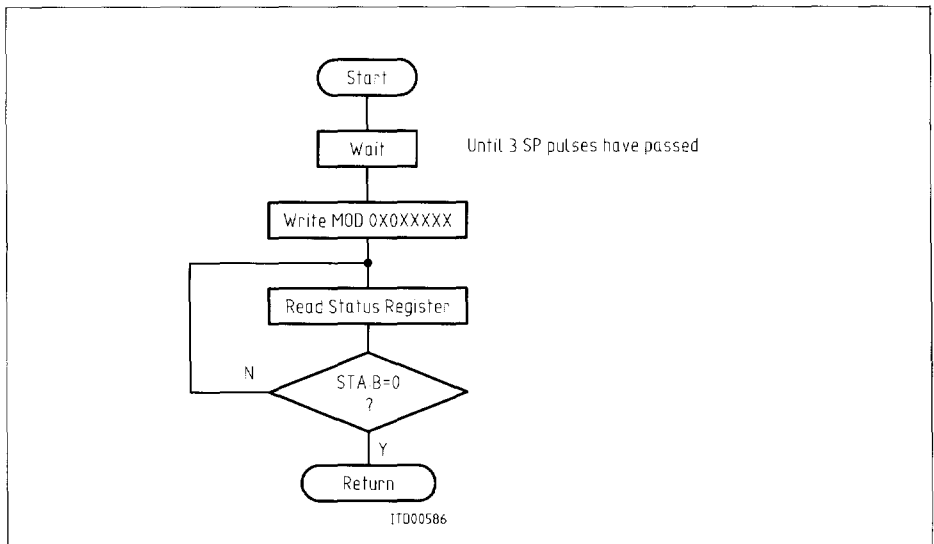 Start
Wait
Until 3 SP pulses have passed
Write MOD 0X0XXXXX
Read Status Register
N
STA:B=0
?
Y
Return
ITD00586